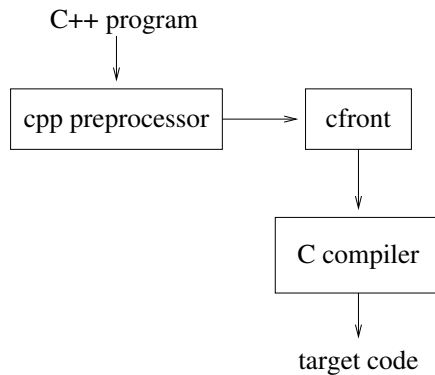 C++ program
cpp preprocessor
cfront
C compiler
target code